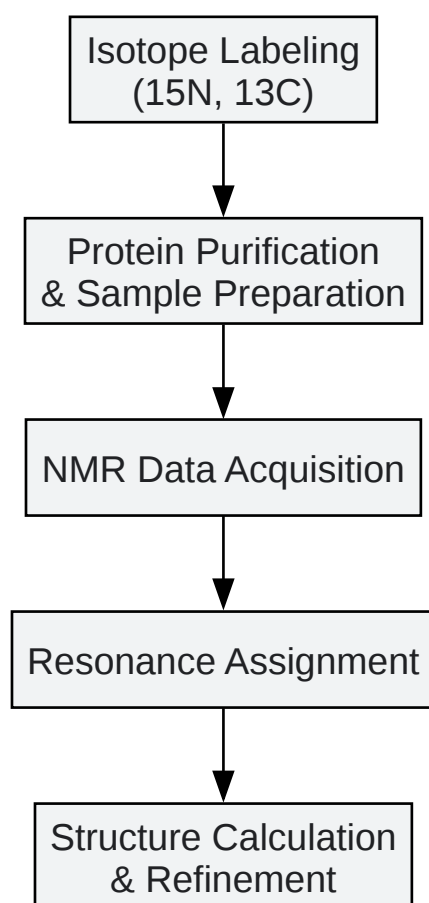 Isotope Labeling
(15N, 13C)
Protein Purification
& Sample Preparation
NMR Data Acquisition
Resonance Assignment
Structure Calculation
& Refinement